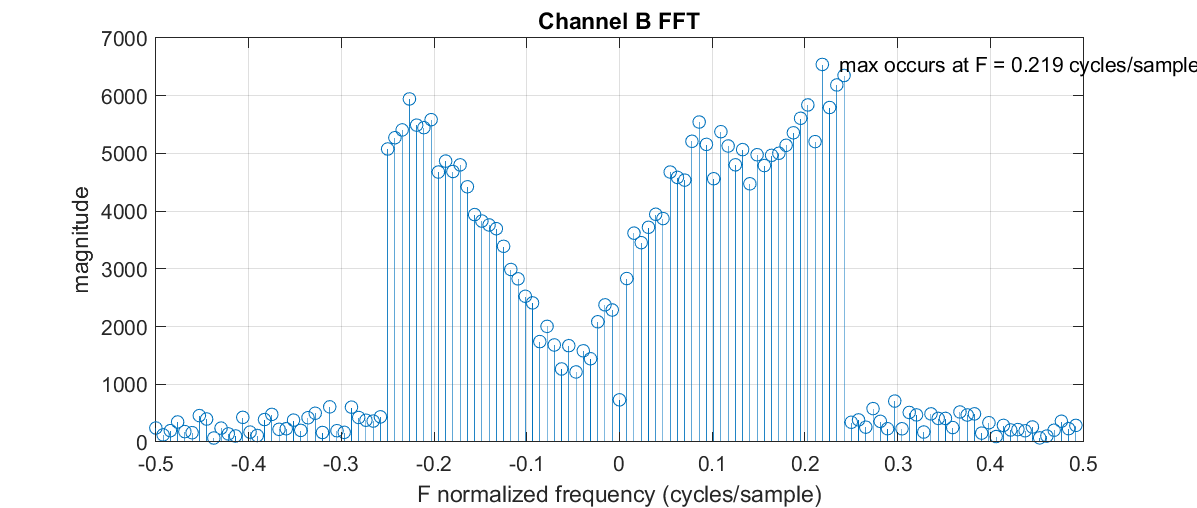 Channel B FFT
7000
6000
5000
4000
3000
2000
1000
0
magnitude
max occurs at F = 0.219 cycles/sample
-0.5 -0.4 -0.3 -0.2 -0.1 0 0.1 0.2 0.3 0.4 0.5
F normalized frequency (cycles/sample)